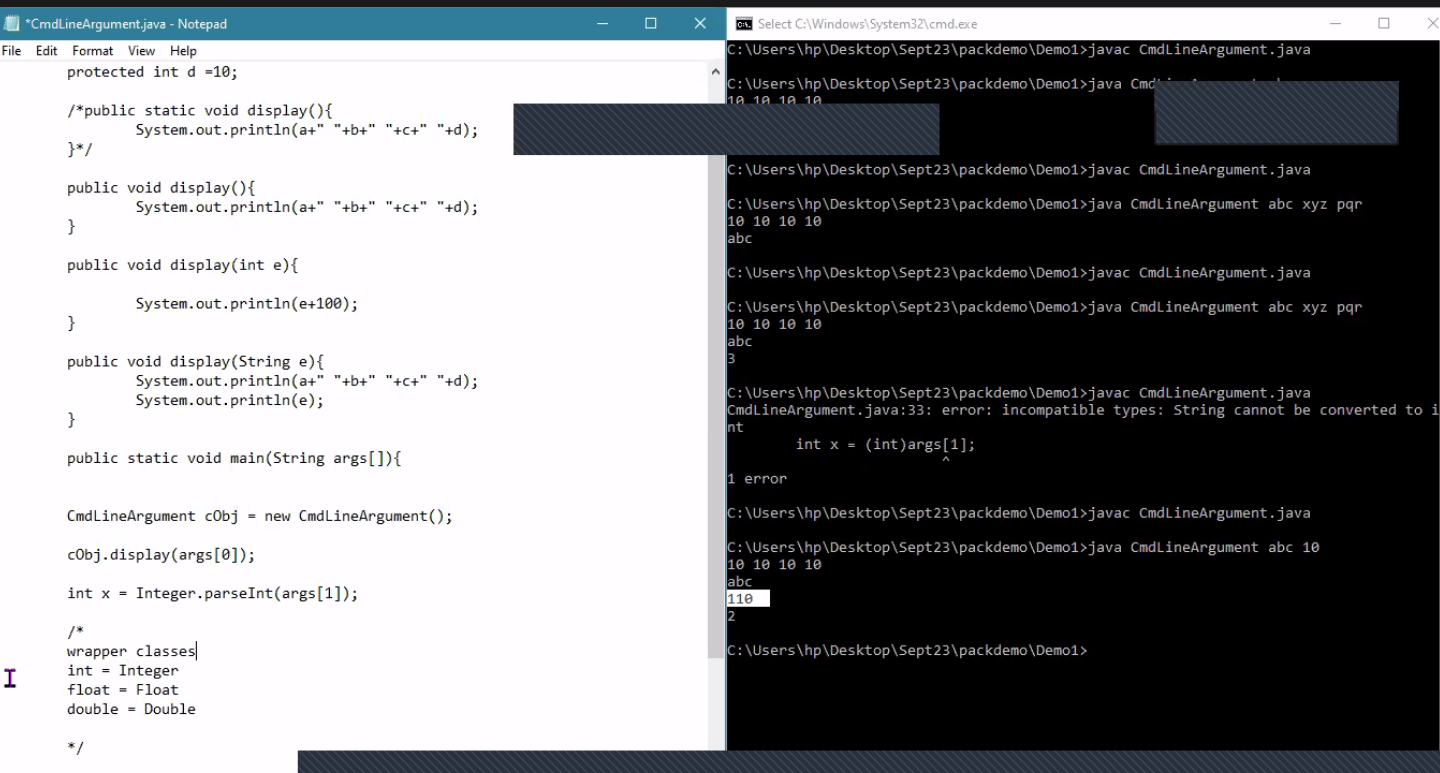 *CmdLineArgument.java - Notepad
File Edit Format View Help
protected int d =10;
/*public static void display(){
System.out.println(a+" "+b+" "+c+" "+d);
}*/
public void display(){
System.out.println(a+" "+b+" "+c+" "+d);
}
public void display(int e){
System.out.println(e+100);
}
public void display(String e){
System.out.println(a+" "+b+" "+c+" "+d);
System.out.println(e);
}
public static void main(String args[]){
CmdLineArgument cObj = new CmdLineArgument();
cObj.display(args[0]);
int x = Integer.parseInt(args[1]);
/*
wrapper classes
int = Integer
float = Float
double = Double
*/
Select C:\Windows\System32\cmd.exe
C:\Users\hp\Desktop\Sept23\packdemo\Demo1>javac CmdLineArgument.java
C:\Users\hp\Desktop\Sept23\packdemo\Demo1>java
10 10 10 10
C:\Users\hp\Desktop\Sept23\packdemo\Demo1>javac CmdLineArgument.java
C:\Users\hp\Desktop\Sept23\packdemo\Demo1>java CmdLineArgument abc xyz pqr
10 10 10 10
abc
C:\Users\hp\Desktop\Sept23\packdemo\Demo1>javac CmdLineArgument.java
C:\Users\hp\Desktop\Sept23\packdemo\Demo1>java CmdLineArgument abc xyz pqr
10 10 10 10
abc
3
C:\Users\hp\Desktop\Sept23\packdemo\Demo1>javac CmdLineArgument.java
CmdLineArgument.java:33: error: incompatible types: String cannot be converted to i
nt
int x = (int)args[1];
^
1 error
C:\Users\hp\Desktop\Sept23\packdemo\Demo1>javac CmdLineArgument.java
C:\Users\hp\Desktop\Sept23\packdemo\Demo1>java CmdLineArgument abc 10
10 10 10 10
abc
110
2
C:\Users\hp\Desktop\Sept23\packdemo\Demo1>